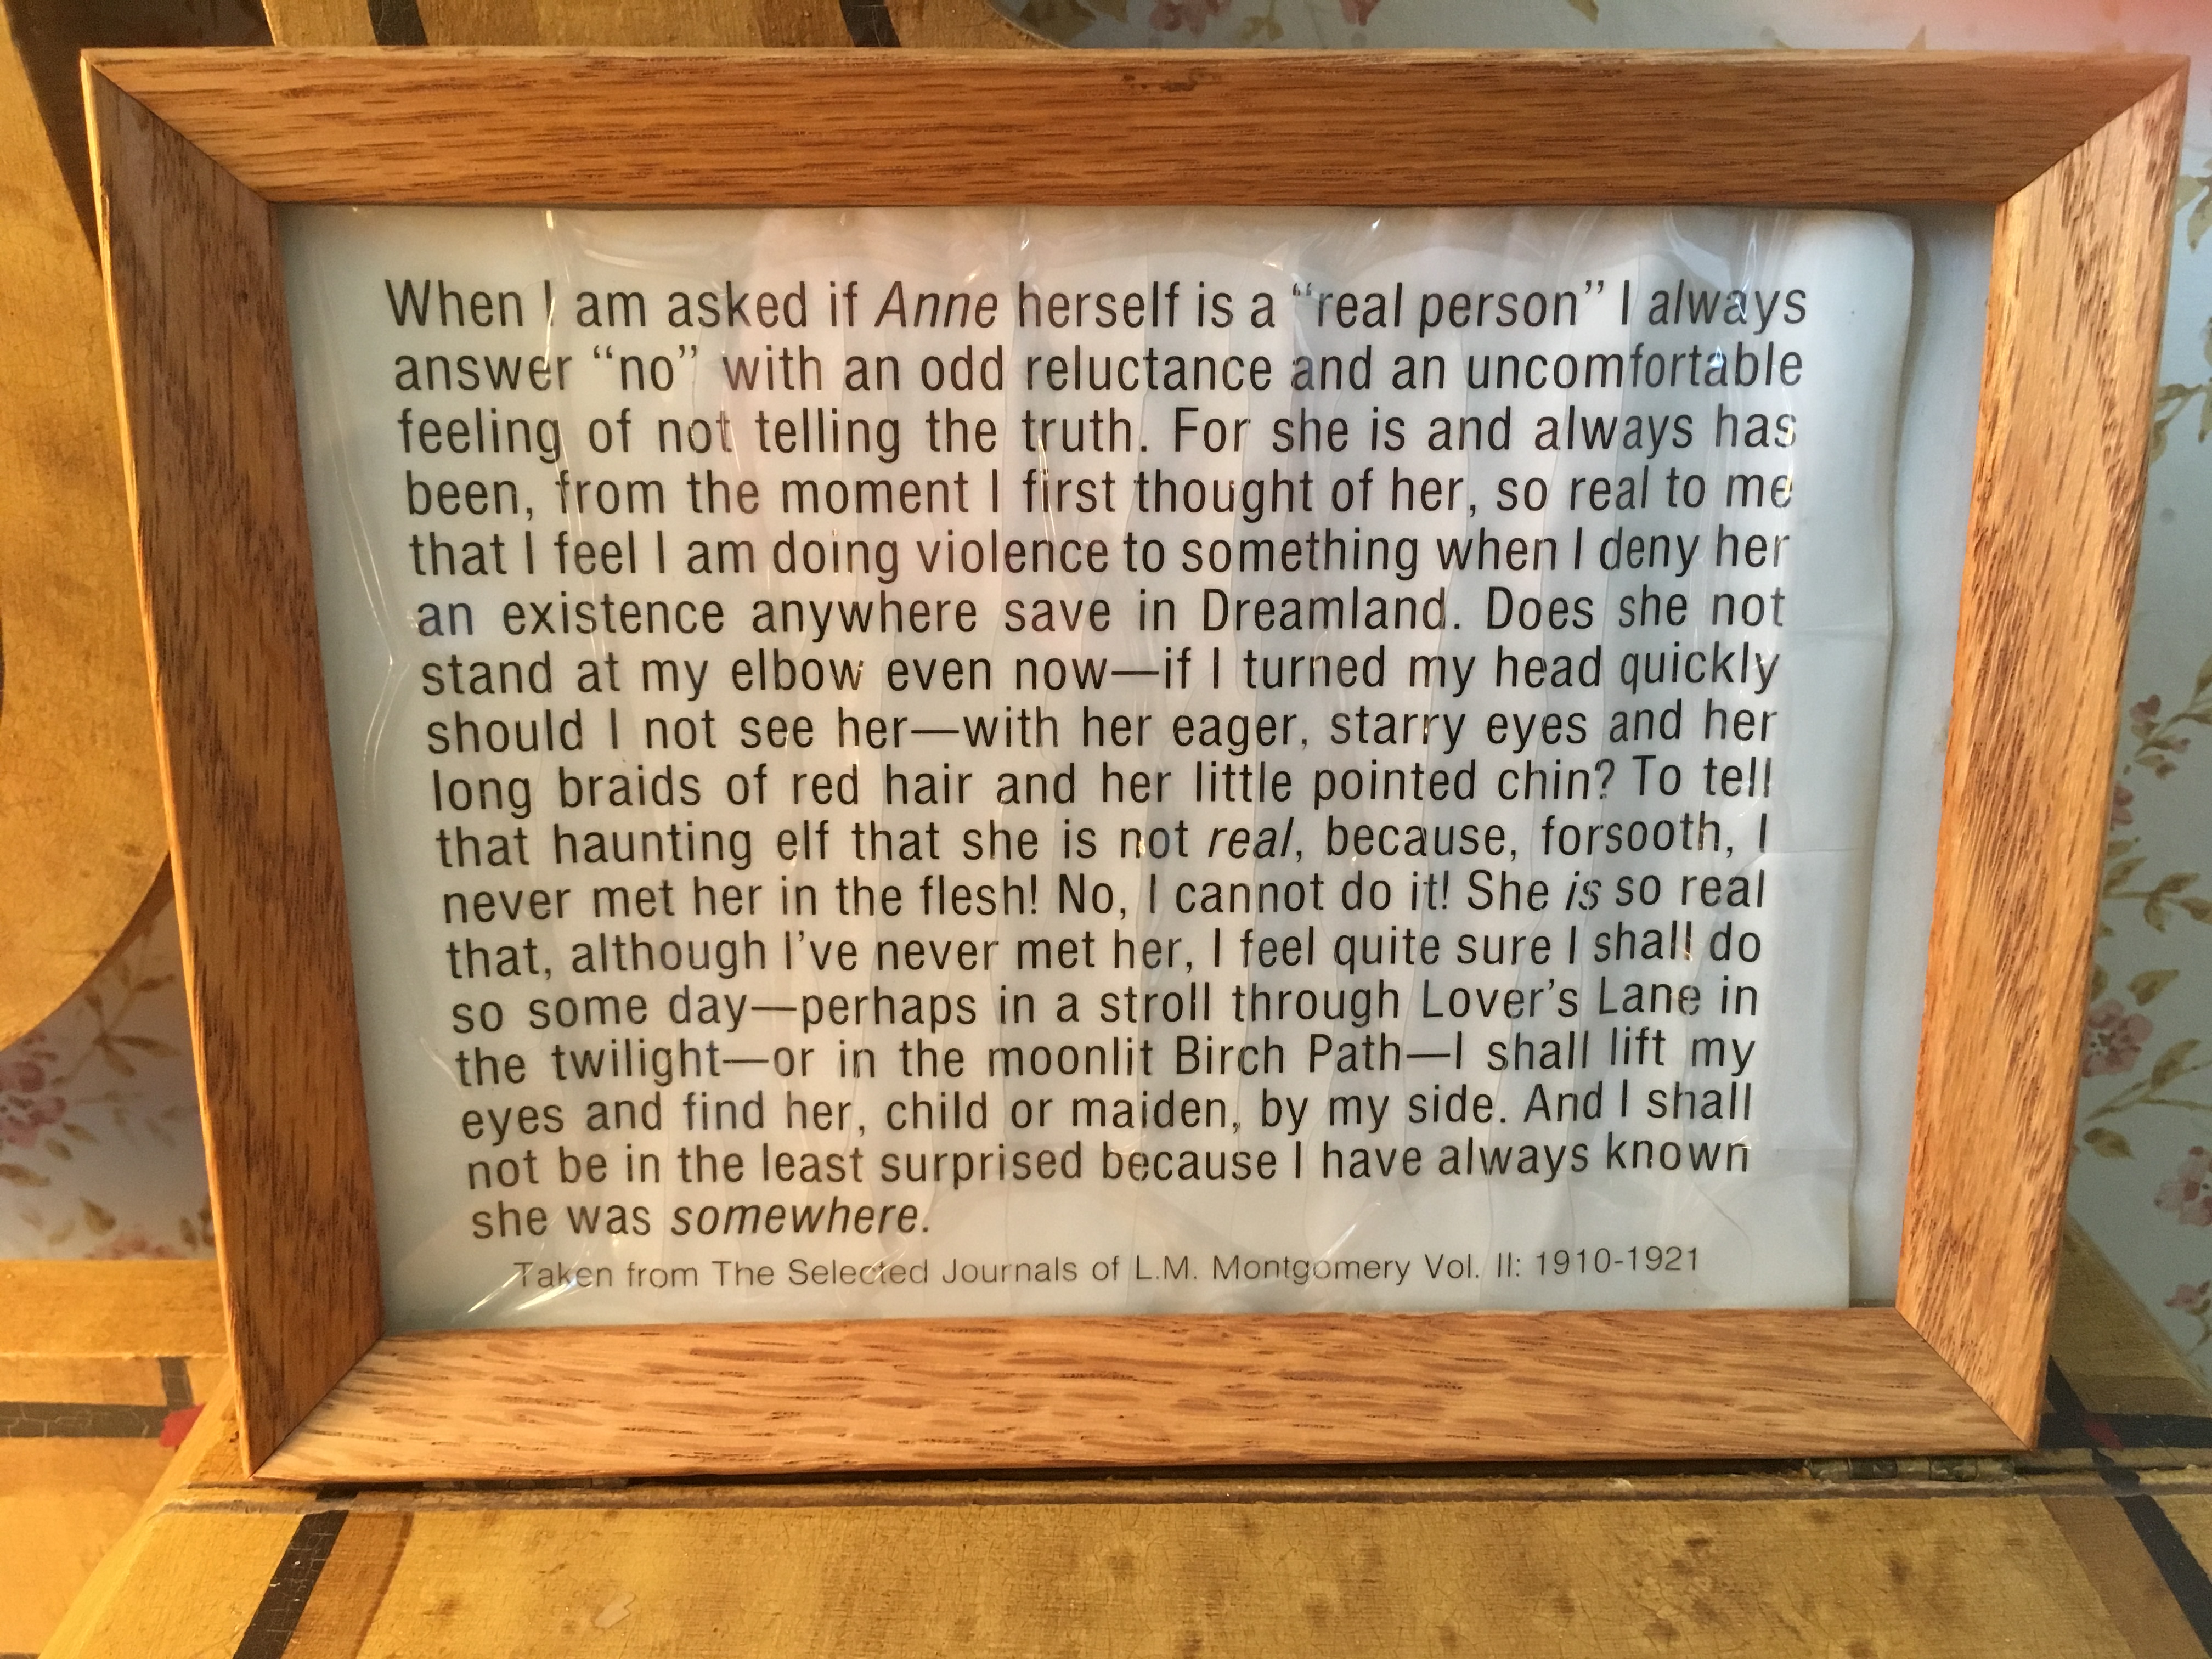 When I am asked if Anne herself is a “real person” I always
answer “no” with an odd reluctance and an uncomfortable
feeling of not telling the truth. For she is and always has
been, from the moment I first thought of her, so real to me
that I feel I am doing violence to something when I deny her
an existence anywhere save in Dreamland. Does she not
stand at my elbow even now—if I turned my head quickly
should I not see her—with her eager, starry eyes and her
long braids of red hair and her little pointed chin? To tell
that haunting elf that she is not real, because, forsooth, I
never met her in the flesh! No, I cannot do it! She is so real
that, although I’ve never met her, I feel quite sure I shall do
so some day—perhaps in a stroll through Lover’s Lane in
the twilight—or in the moonlit Birch Path—I shall lift my
eyes and find her, child or maiden, by my side. And I shall
not be in the least surprised because I have always known
she was somewhere.
Taken from The Selected Journals of L.M. Montgomery Vol. II: 1910-1921